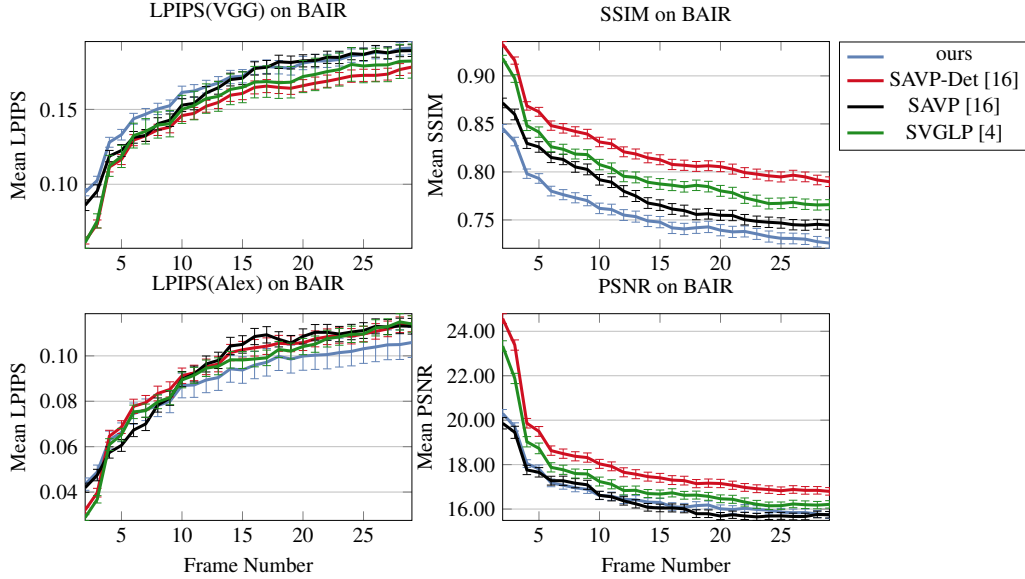 LPIPS(VGG) on BAIR
Mean LPIPS
0.15
0.10
5 10 15 20 25
SSIM on BAIR
Mean SSIM
0.90
0.85
0.80
0.75
5 10 15 20 25
ours
SAVP-Det [16]
SAVP [16]
SVGLP [4]
LPIPS(Alex) on BAIR
Mean LPIPS
0.10
0.08
0.06
0.04
5 10 15 20 25
Frame Number
PSNR on BAIR
Mean PSNR
24.00
22.00
20.00
18.00
16.00
5 10 15 20 25
Frame Number